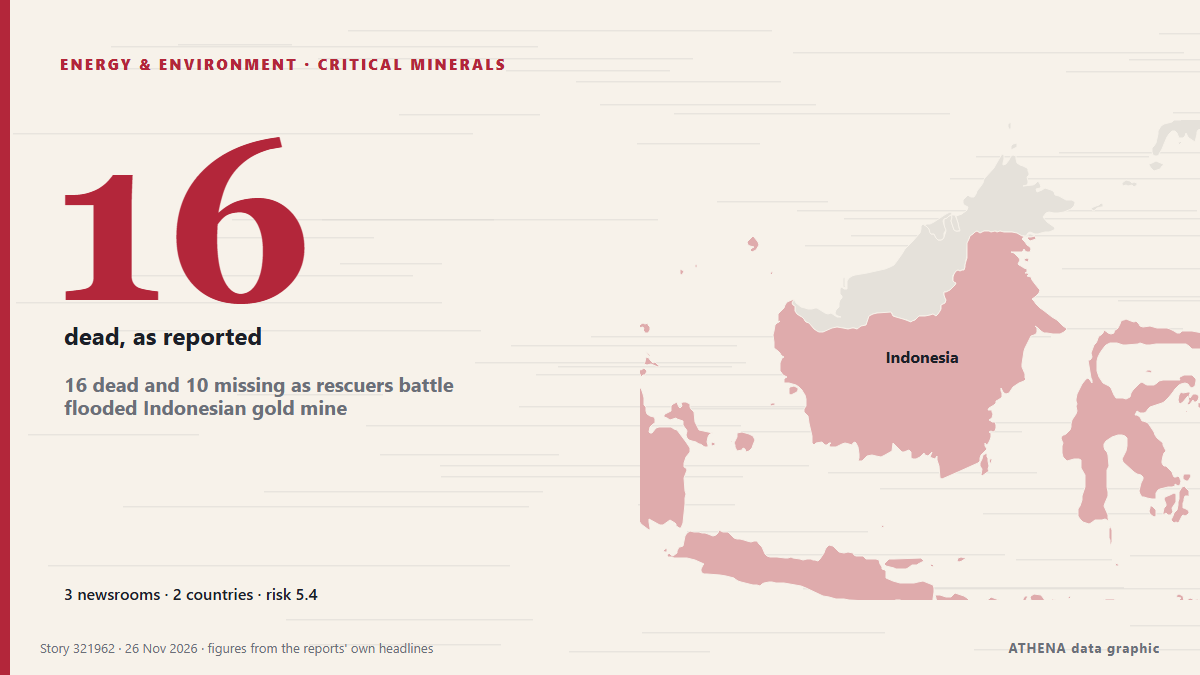 ENERGY & ENVIRONMENT · CRITICAL MINERALS
16
dead, as reported
16 dead and 10 missing as rescuers battle
flooded Indonesian gold mine
Indonesia
3 newsrooms · 2 countries · risk 5.4
Story 321962 · 26 Nov 2026 · figures from the reports' own headlines
ATHENA data graphic